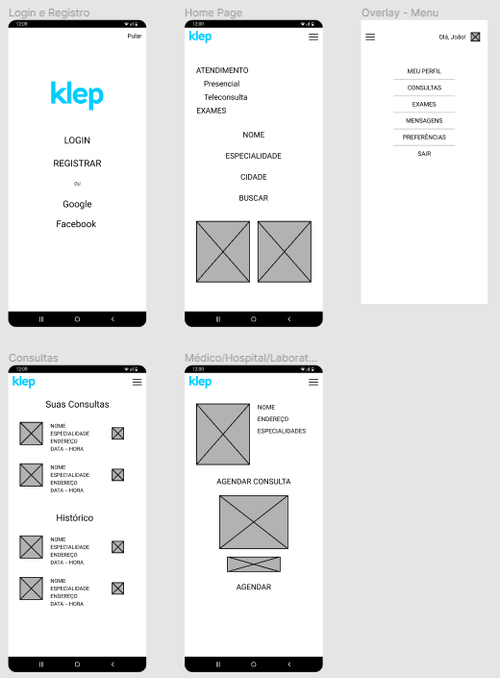 Login e Registro
12:00
Pular
klep
LOGIN
REGISTRAR
ou
Google
Facebook
Home Page
12:00
klep
ATENDIMENTO
Presencial
Teleconsulta
EXAMES
NOME
ESPECIALIDADE
CIDADE
BUSCAR
Overlay - Menu
Olá, João!
MEU PERFIL
CONSULTAS
EXAMES
MENSAGENS
PREFERÊNCIAS
SAIR
Consultas
12:00
klep
Suas Consultas
NOME
ESPECIALIDADE
ENDEREÇO
DATA – HORA
NOME
ESPECIALIDADE
ENDEREÇO
DATA – HORA
Histórico
NOME
ESPECIALIDADE
ENDEREÇO
DATA – HORA
NOME
ESPECIALIDADE
ENDEREÇO
DATA – HORA
Médico/Hospital/Laborat...
12:00
klep
NOME
ENDEREÇO
ESPECIALIDADES
AGENDAR CONSULTA
AGENDAR